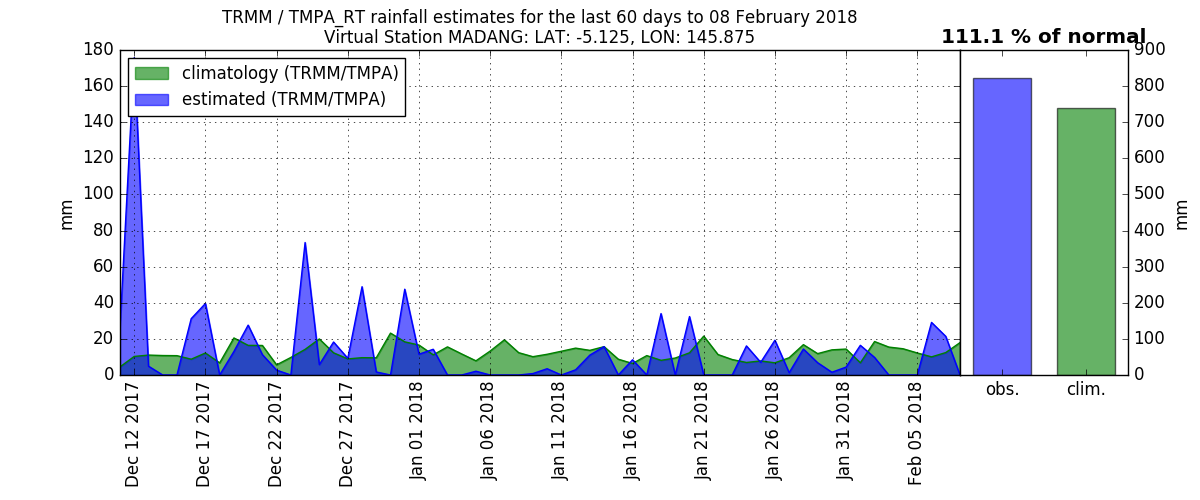 TRMM / TMPA_RT rainfall estimates for the last 60 days to 08 February 2018
Virtual Station MADANG: LAT: -5.125, LON: 145.875
111.1 % of normal
climatology (TRMM/TMPA)
estimated (TRMM/TMPA)
mm
180
160
140
120
100
80
60
40
20
0
Dec 12 2017
Dec 17 2017
Dec 22 2017
Dec 27 2017
Jan 01 2018
Jan 06 2018
Jan 11 2018
Jan 16 2018
Jan 21 2018
Jan 26 2018
Jan 31 2018
Feb 05 2018
obs.
clim.
900
800
700
600
500
400
300
200
100
0
mm